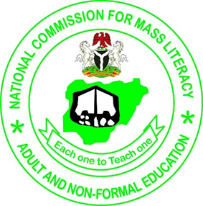 NATIONAL COMMISSION FOR MASS LITERACY
Each one to Teach one
ADULT AND NON-FORMAL EDUCATION